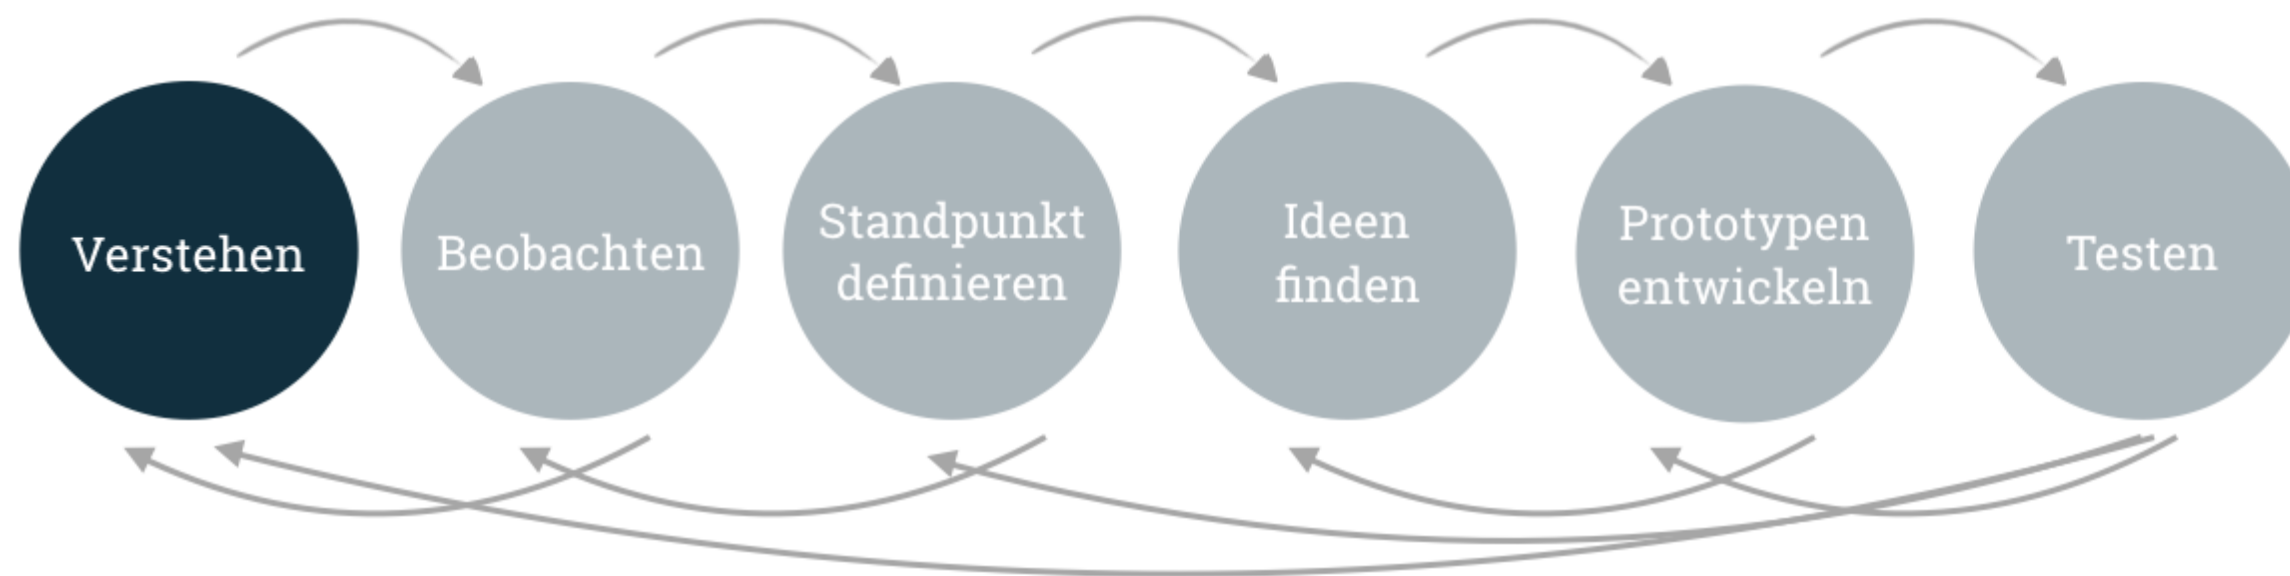 Verstehen
Beobachten
Standpunkt
definieren
Ideen
finden
Prototypen
entwickeln
Testen